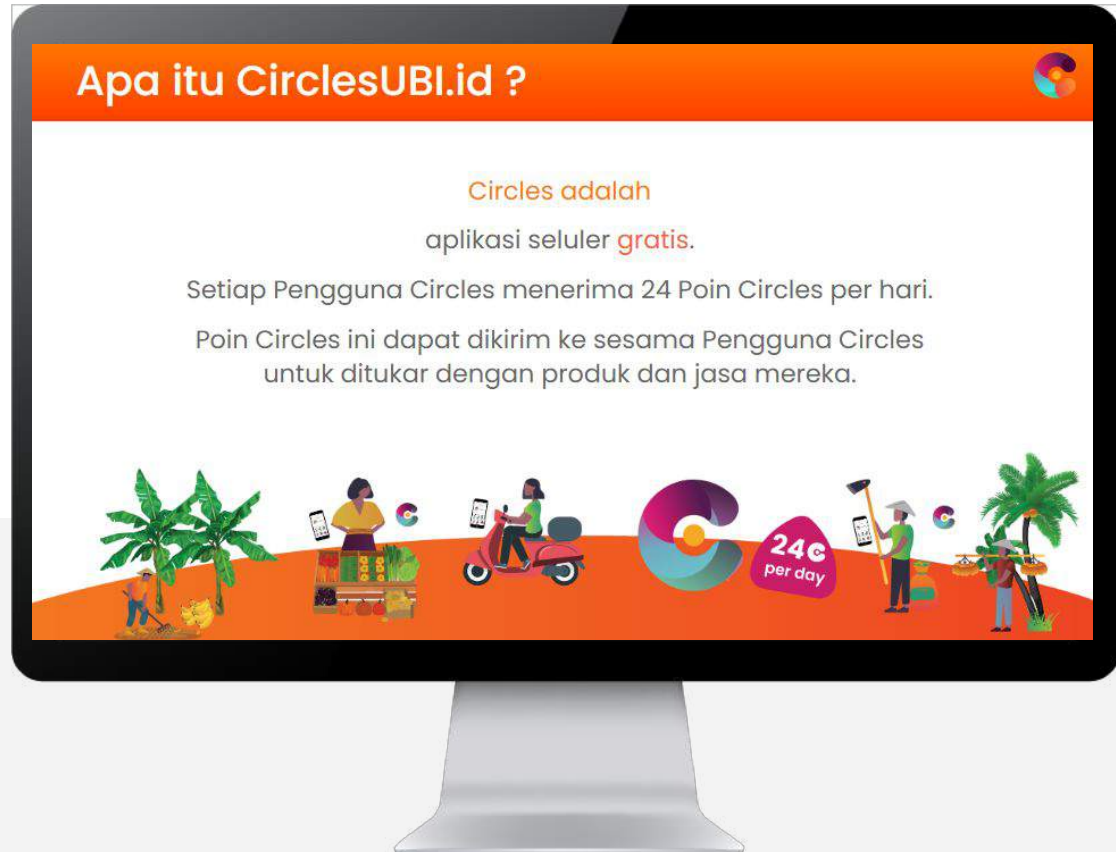 Apa itu CirclesUBI.id ?
Circles adalah
aplikasi seluler gratis.
Setiap Pengguna Circles menerima 24 Poin Circles per hari.
Poin Circles ini dapat dikirim ke sesama Pengguna Circles
untuk ditukar dengan produk dan jasa mereka.
24C
per day